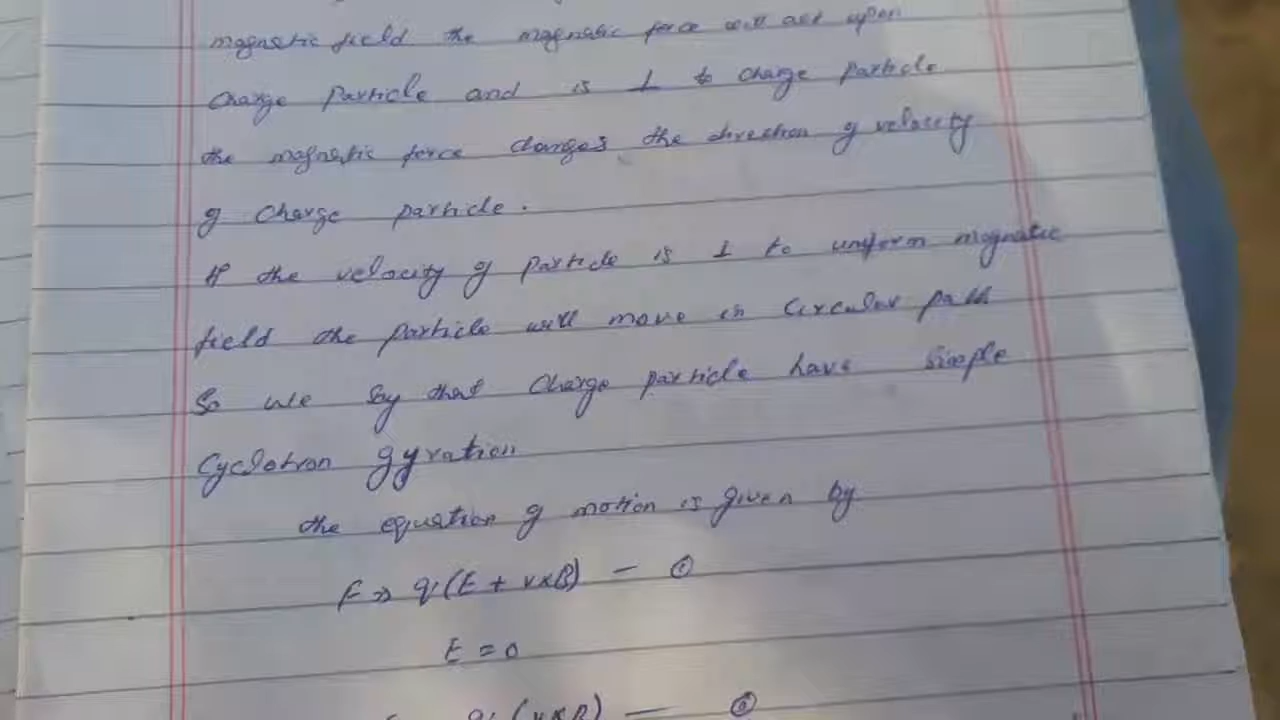 magnetic field the magnetic force will act upon
charge particle and is ⊥ to charge particle
the magnetic force changes the direction of velocity
of charge particle.
If the velocity of particle is ⊥ to uniform magnetic
field the particle will move in circular path
So we say that charge particle have simple
cyclotron gyration
the equation of motion is given by
F => q(E + v×B) — ①
E = 0
q (v×B) — ②